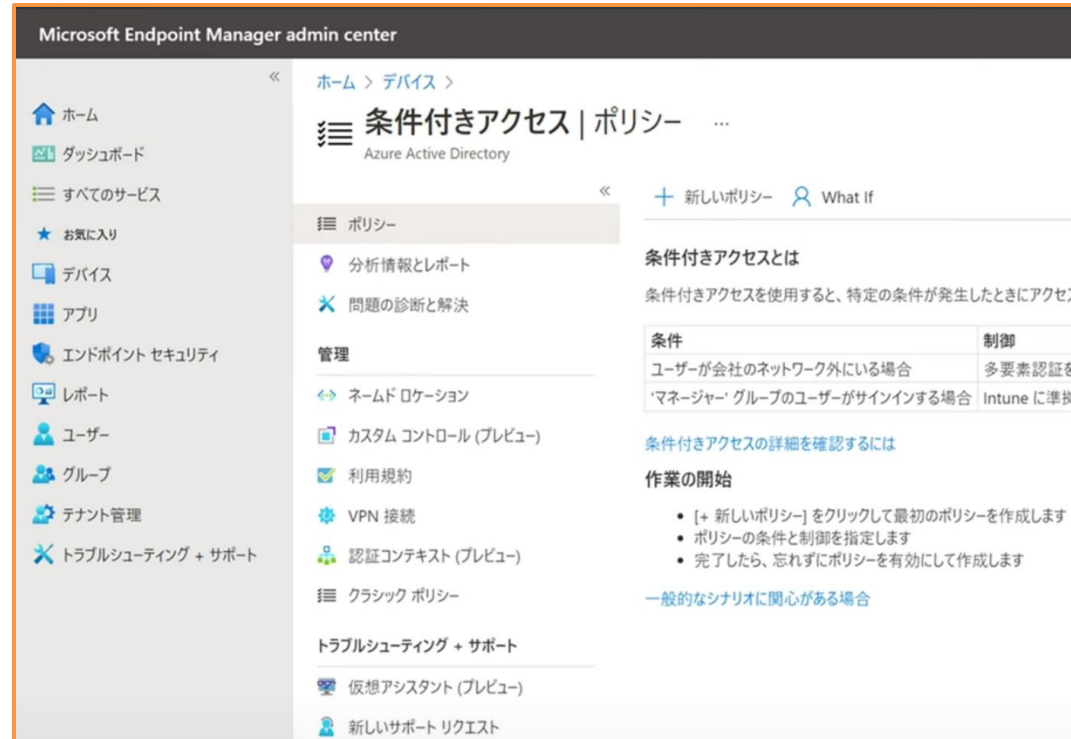 Microsoft Endpoint Manager admin center
«
ホーム
ダッシュボード
すべてのサービス
お気に入り
デバイス
アプリ
エンドポイント セキュリティ
レポート
ユーザー
グループ
テナント管理
トラブルシューティング + サポート
ホーム > デバイス >
条件付きアクセス | ポリシー ...
Azure Active Directory
«
ポリシー
分析情報とレポート
問題の診断と解決
管理
ネームド ロケーション
カスタム コントロール (プレビュー)
利用規約
VPN 接続
認証コンテキスト (プレビュー)
クラシック ポリシー
トラブルシューティング + サポート
仮想アシスタント (プレビュー)
新しいサポート リクエスト
+ 新しいポリシー What If
条件付きアクセスとは
条件付きアクセスを使用すると、特定の条件が発生したときにアクセ
条件 制御
ユーザーが会社のネットワーク外にいる場合 多要素認証を
'マネージャー' グループのユーザーがサインインする場合 Intune に準拠
条件付きアクセスの詳細を確認するには
作業の開始
• [+ 新しいポリシー] をクリックして最初のポリシーを作成します
• ポリシーの条件と制御を指定します
• 完了したら、忘れずにポリシーを有効にして作成します
一般的なシナリオに関心がある場合